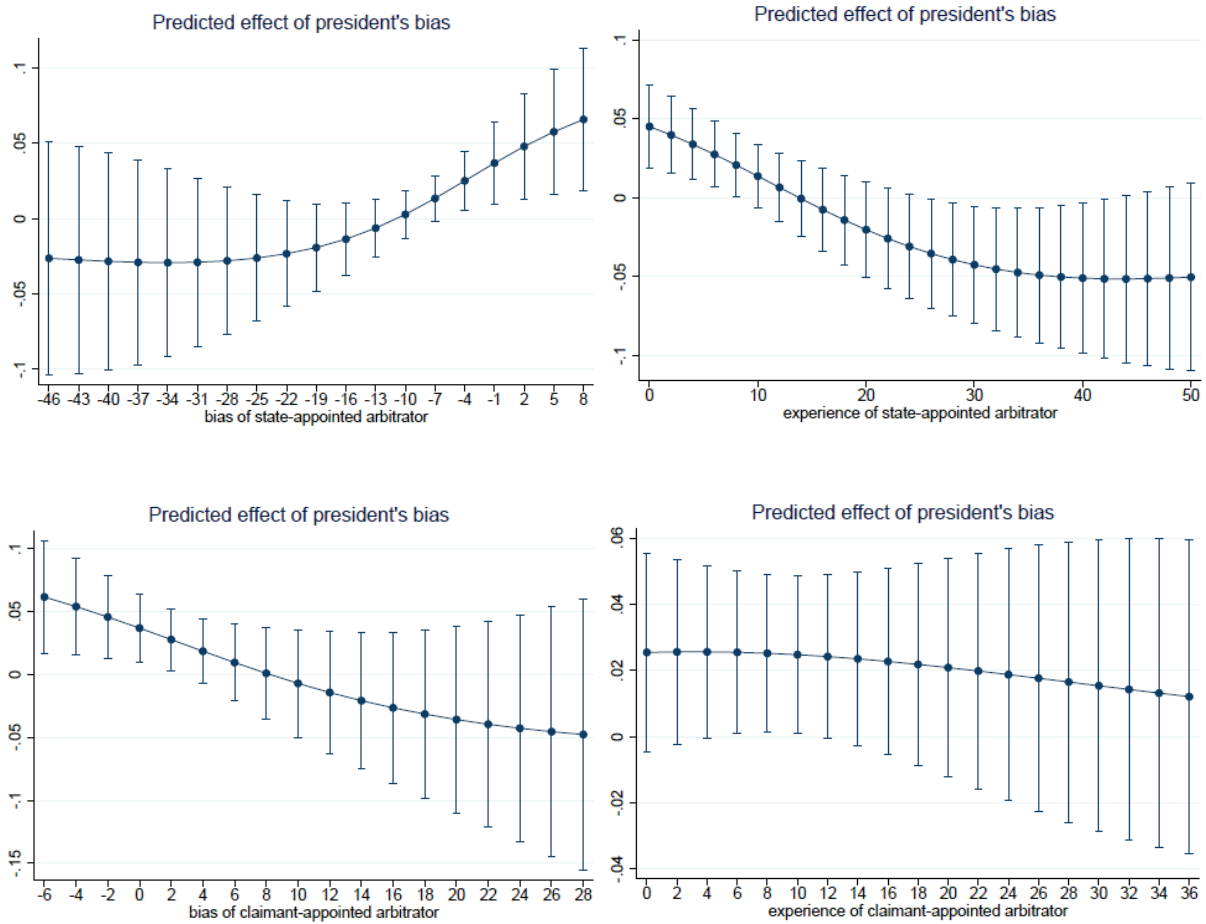 Predicted effect of president's bias
.1
.05
0
-.05
-.1
-46 -43 -40 -37 -34 -31 -28 -25 -22 -19 -16 -13 -10 -7 -4 -1 2 5 8
bias of state-appointed arbitrator
Predicted effect of president's bias
.1
.05
0
-.05
-.1
0 10 20 30 40 50
experience of state-appointed arbitrator
Predicted effect of president's bias
.1
.05
0
-.05
-.1
-.15
-6 -4 -2 0 2 4 6 8 10 12 14 16 18 20 22 24 26 28
bias of claimant-appointed arbitrator
Predicted effect of president's bias
.06
.04
.02
0
-.02
-.04
0 2 4 6 8 10 12 14 16 18 20 22 24 26 28 30 32 34 36
experience of claimant-appointed arbitrator